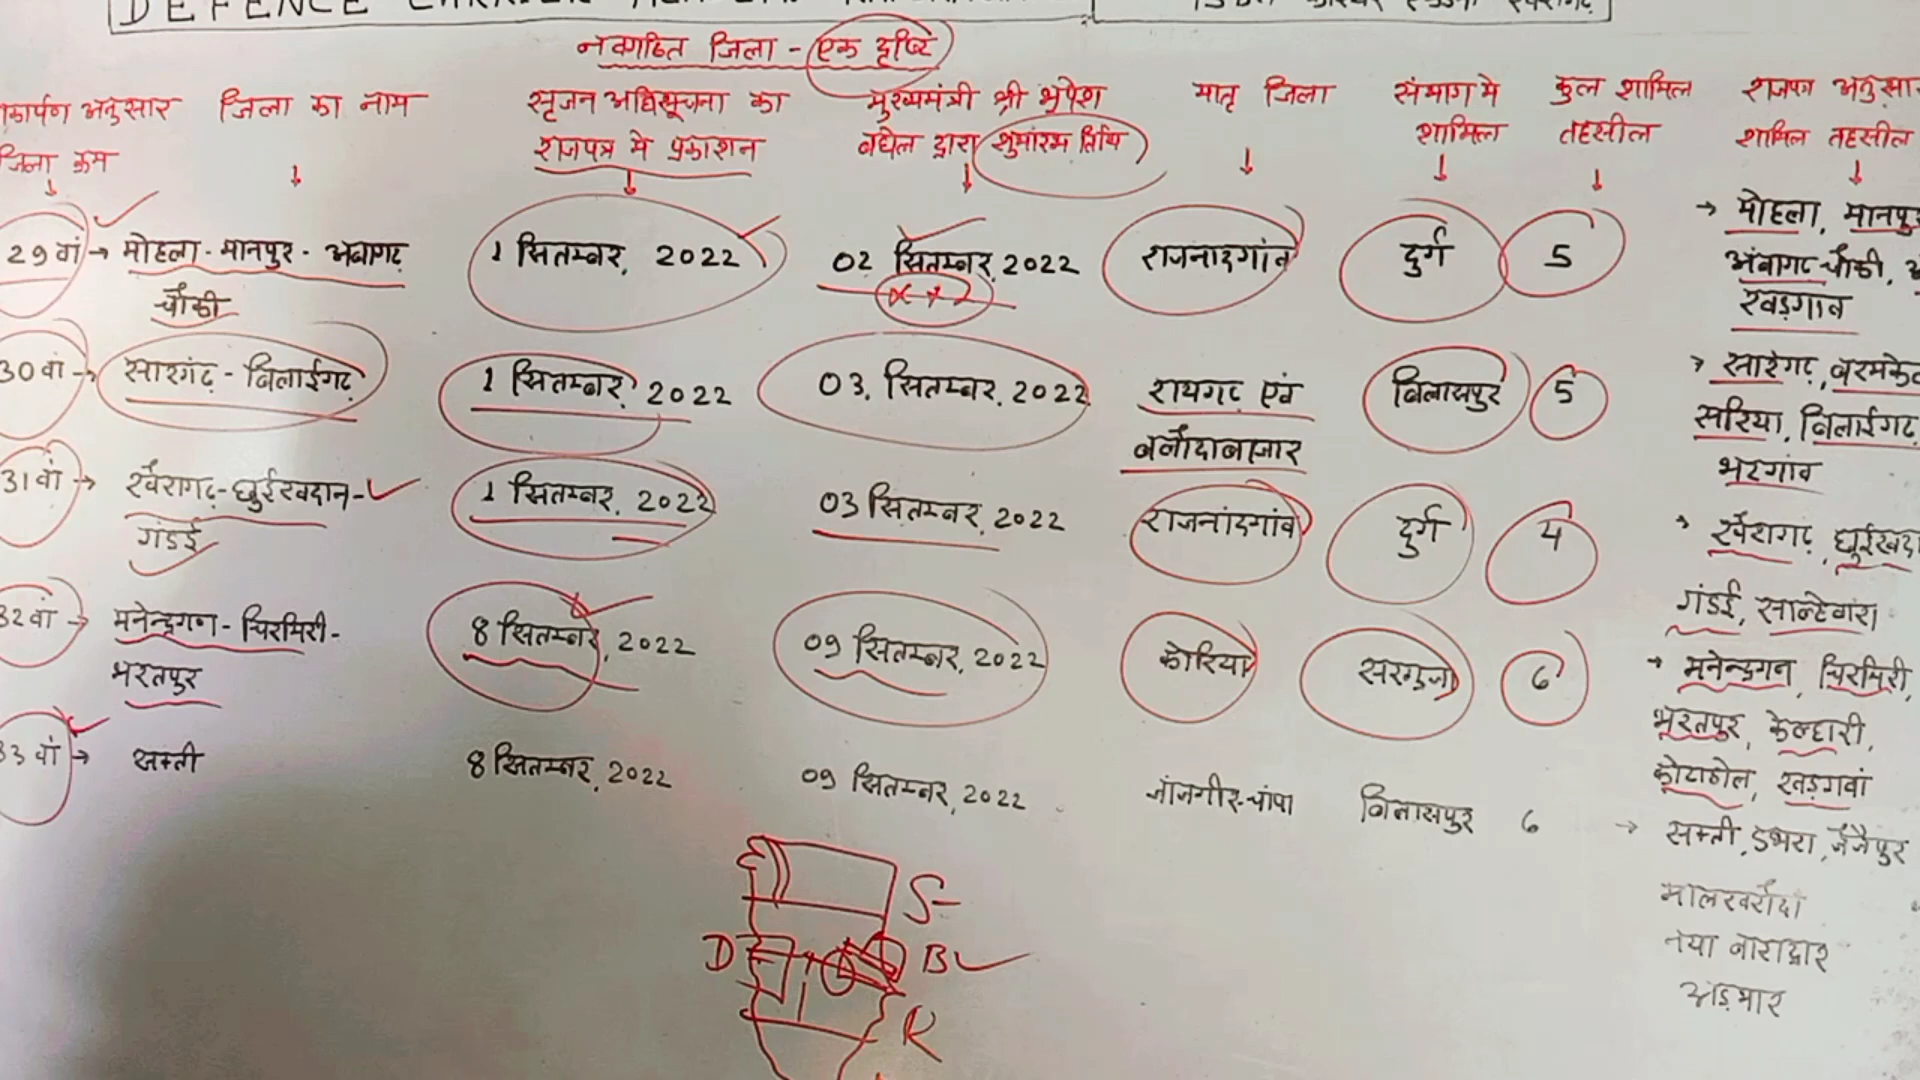 DEFENCE
नवगठित जिला - एक दृष्टि
अनुसार जिला का नाम सृजन अधिसूचना का मुख्यमंत्री श्री भूपेश मातृ जिला संभाग मे कुल शामिल राजपत्र अनुसार
जिला क्रम राजपत्र मे प्रकाशन बघेल द्वारा शुभारंभ तिथि शामिल तहसील शामिल तहसील
29 वां → मोहला - मानपुर - अंबागढ़ 1 सितम्बर, 2022 02 सितम्बर, 2022 राजनांदगांव दुर्ग 5 → मोहला, मानपुर
चौकी अंबागढ़ चौकी,
खड़गांव
30 वां → सारंगढ़ - बिलाईगढ़ 1 सितम्बर, 2022 03. सितम्बर, 2022 रायगढ़ एवं बिलासपुर 5 → सारंगढ़, बरमकेला
बलौदाबाजार सरिया, बिलाईगढ़,
भटगांव
31 वां → खैरागढ़-छुईखदान- 1 सितम्बर, 2022 03 सितम्बर, 2022 राजनांदगांव दुर्ग 4 → खैरागढ़, छुईखदा
गंडई गंडई, साल्हेवारा
32 वां → मनेन्द्रगढ़ - चिरमिरी- 8 सितम्बर, 2022 09 सितम्बर, 2022 कोरिया सरगुजा 6 → मनेन्द्रगढ़, चिरमिरी,
भरतपुर भरतपुर, केल्हारी,
कोटाडोल, खड़गवां
33 वां → सक्ती 8 सितम्बर, 2022 09 सितम्बर, 2022 जांजगीर-चांपा बिलासपुर 6 → सक्ती, डभरा, जैजैपुर
मालखरौदा
नया बाराद्वार
अड़भार
S
D B
R